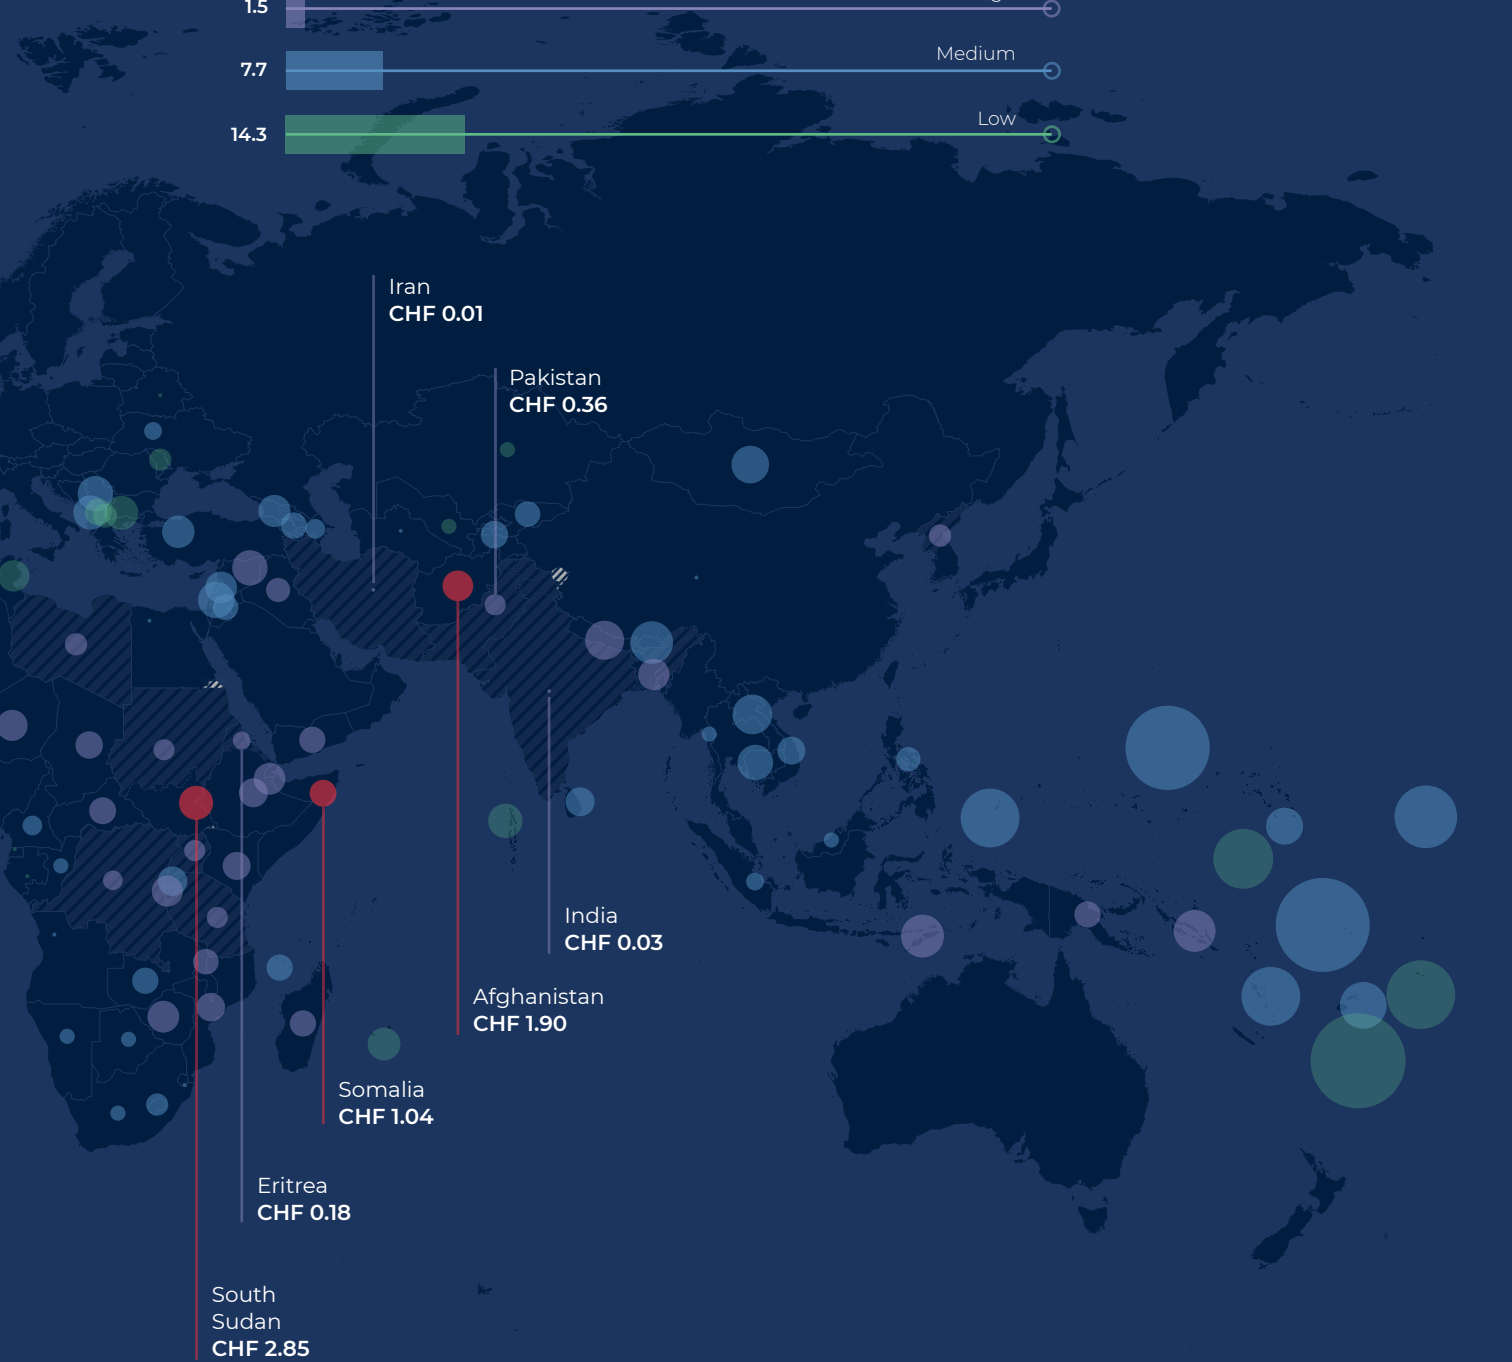 1.5
Medium
7.7
Low
14.3
Iran
CHF 0.01
Pakistan
CHF 0.36
India
CHF 0.03
Afghanistan
CHF 1.90
Somalia
CHF 1.04
Eritrea
CHF 0.18
South
Sudan
CHF 2.85